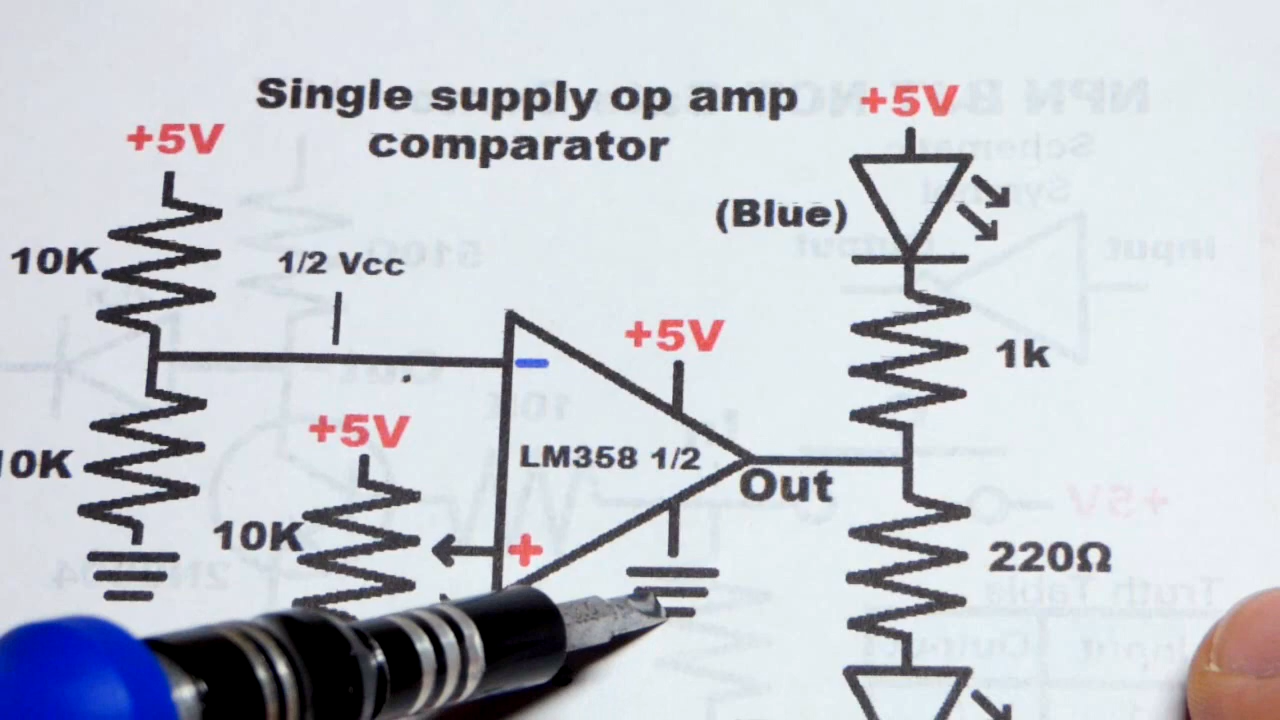 Single supply op amp
comparator
+5V
+5V
(Blue)
10K
1/2 Vcc
+5V
1k
-
+5V
10K
LM358 1/2
Out
10K
+
220Ω